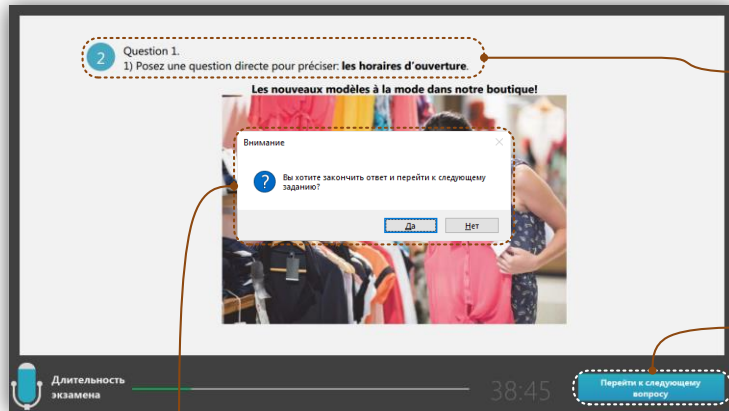 2
Question 1.
1) Posez une question directe pour préciser: les horaires d'ouverture.
Les nouveaux modèles à la mode dans notre boutique!
Внимание
Вы хотите закончить ответ и перейти к следующему
заданию?
Да
Нет
Длительность
экзамена
38:45
Перейти к следующему
вопросу